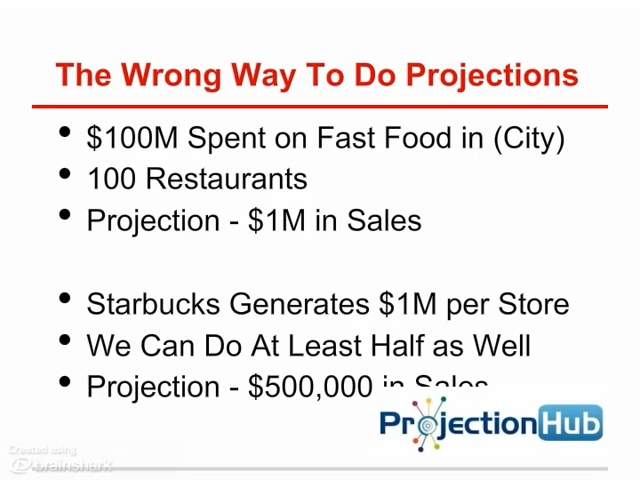 The Wrong Way To Do Projections
• $100M Spent on Fast Food in (City)
• 100 Restaurants
• Projection - $1M in Sales
• Starbucks Generates $1M per Store
• We Can Do At Least Half as Well
• Projection - $500,000 in Sales
ProjectionHub
Created using
brainshark